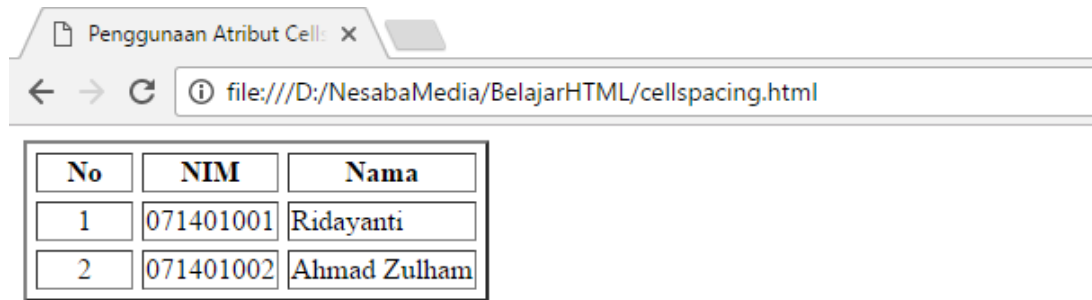 Penggunaan Atribut Cells
file:///D:/NesabaMedia/BelajarHTML/cellspacing.html
No NIM Nama
1 071401001 Ridayanti
2 071401002 Ahmad Zulham